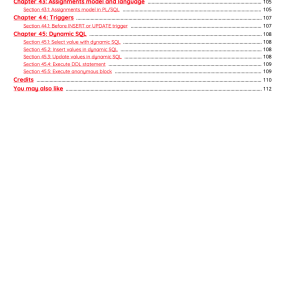 Chapter 43: Assignments model and language 105
Section 43.1: Assignments model in PL/SQL 105
Chapter 44: Triggers 107
Section 44.1: Before INSERT or UPDATE trigger 107
Chapter 45: Dynamic SQL 108
Section 45.1: Select value with dynamic SQL 108
Section 45.2: Insert values in dynamic SQL 108
Section 45.3: Update values in dynamic SQL 108
Section 45.4: Execute DDL statement 109
Section 45.5: Execute anonymous block 109
Credits 110
You may also like 112